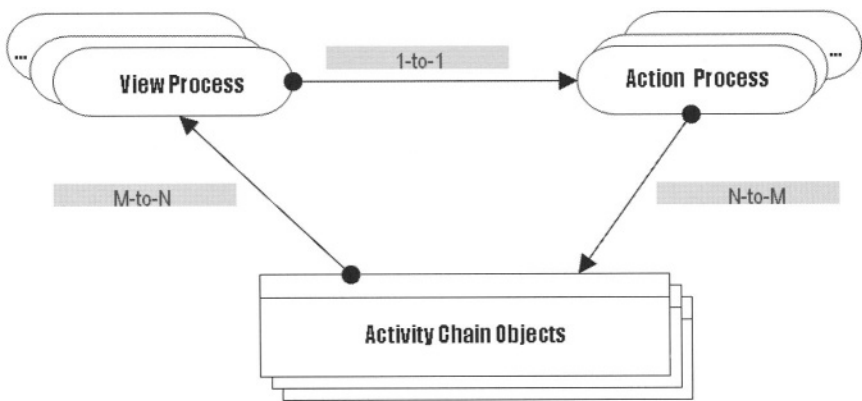 ...
...
View Process
1-to-1
Action Process
M-to-N
N-to-M
Activity Chain Objects